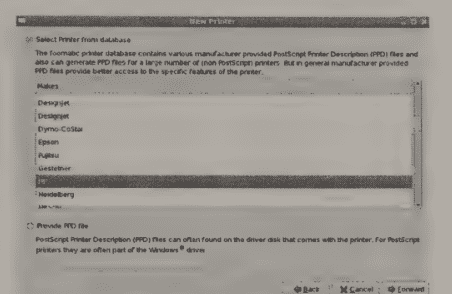 New Printer
Select Printer from database
The foomatic printer database contains various manufacturer provided PostScript Printer Description (PPD) files and
also can generate PPD files for a large number of (non PostScript) printers. But in general manufacturer provided
PPD files provide better access to the specific features of the printer.
Makes
Designjet
Designjet
Dymo-CoStar
Epson
Fujitsu
Gestetner
HP
Heidelberg
Provide PPD file
PostScript Printer Description (PPD) files can often found on the driver disk that comes with the printer. For PostScript
printers they are often part of the Windows® driver
Back
Cancel
Forward